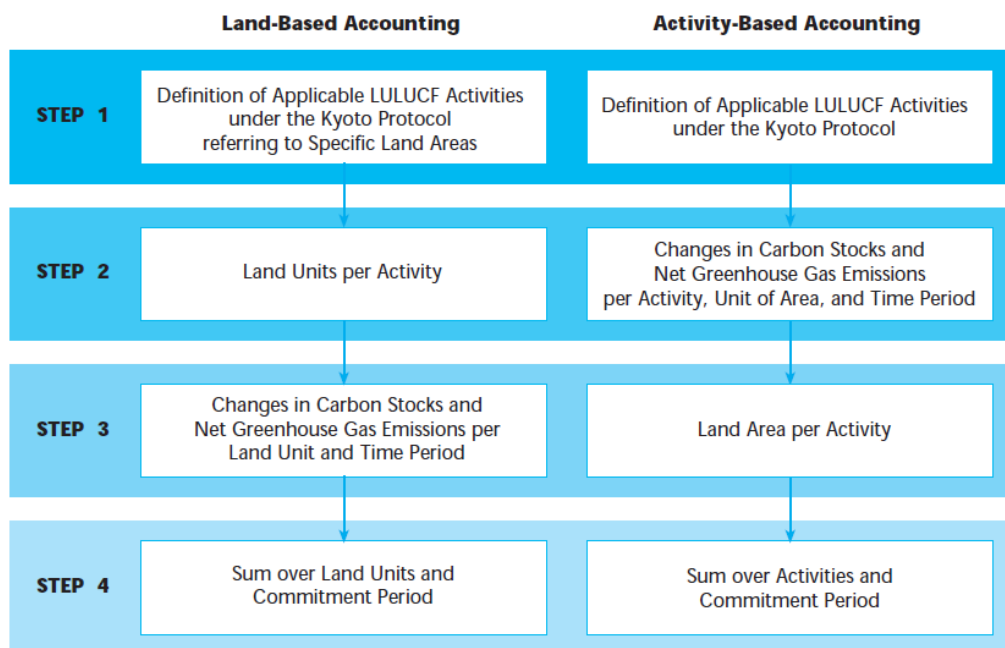 Land-Based Accounting
Activity-Based Accounting
STEP 1
Definition of Applicable LULUCF Activities
under the Kyoto Protocol
referring to Specific Land Areas
Definition of Applicable LULUCF Activities
under the Kyoto Protocol
STEP 2
Land Units per Activity
Changes in Carbon Stocks and
Net Greenhouse Gas Emissions
per Activity, Unit of Area, and Time Period
STEP 3
Changes in Carbon Stocks and
Net Greenhouse Gas Emissions per
Land Unit and Time Period
Land Area per Activity
STEP 4
Sum over Land Units and
Commitment Period
Sum over Activities and
Commitment Period